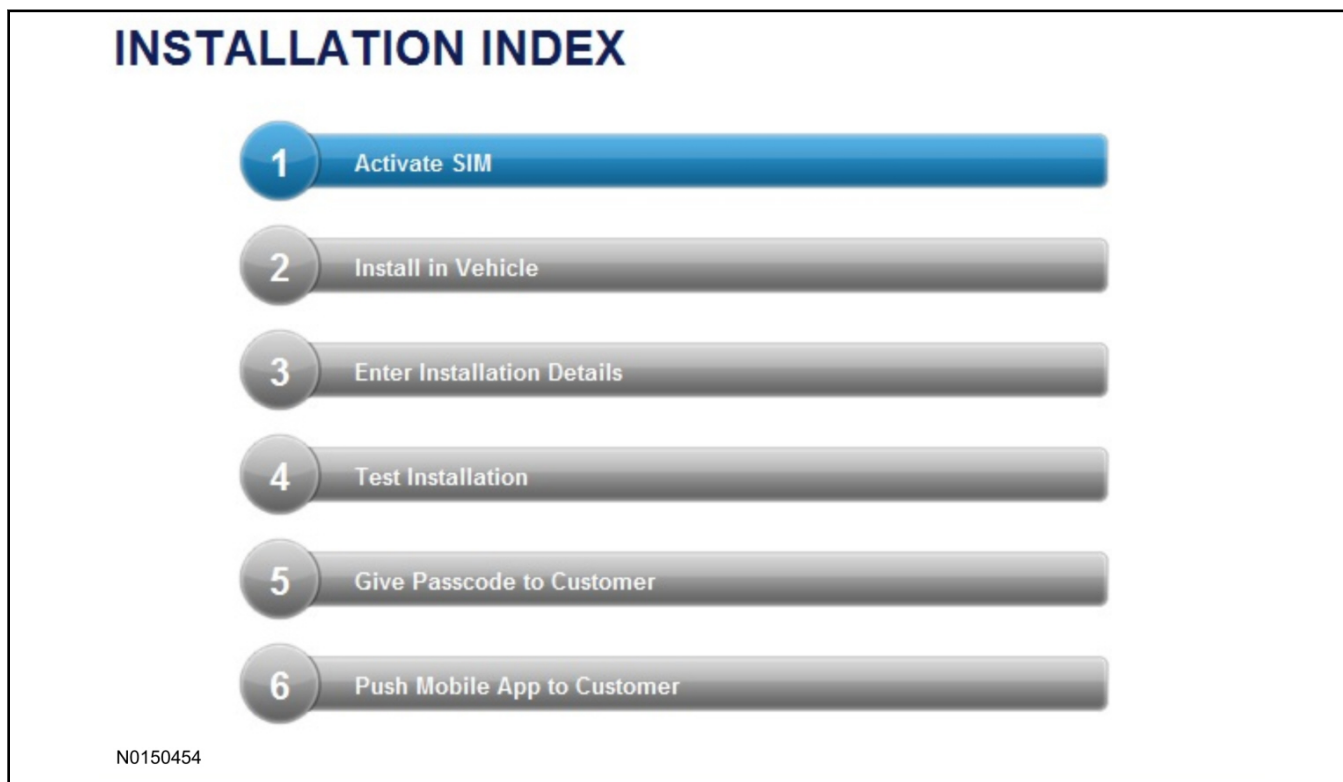 INSTALLATION INDEX
1 Activate SIM
2 Install in Vehicle
3 Enter Installation Details
4 Test Installation
5 Give Passcode to Customer
6 Push Mobile App to Customer
N0150454